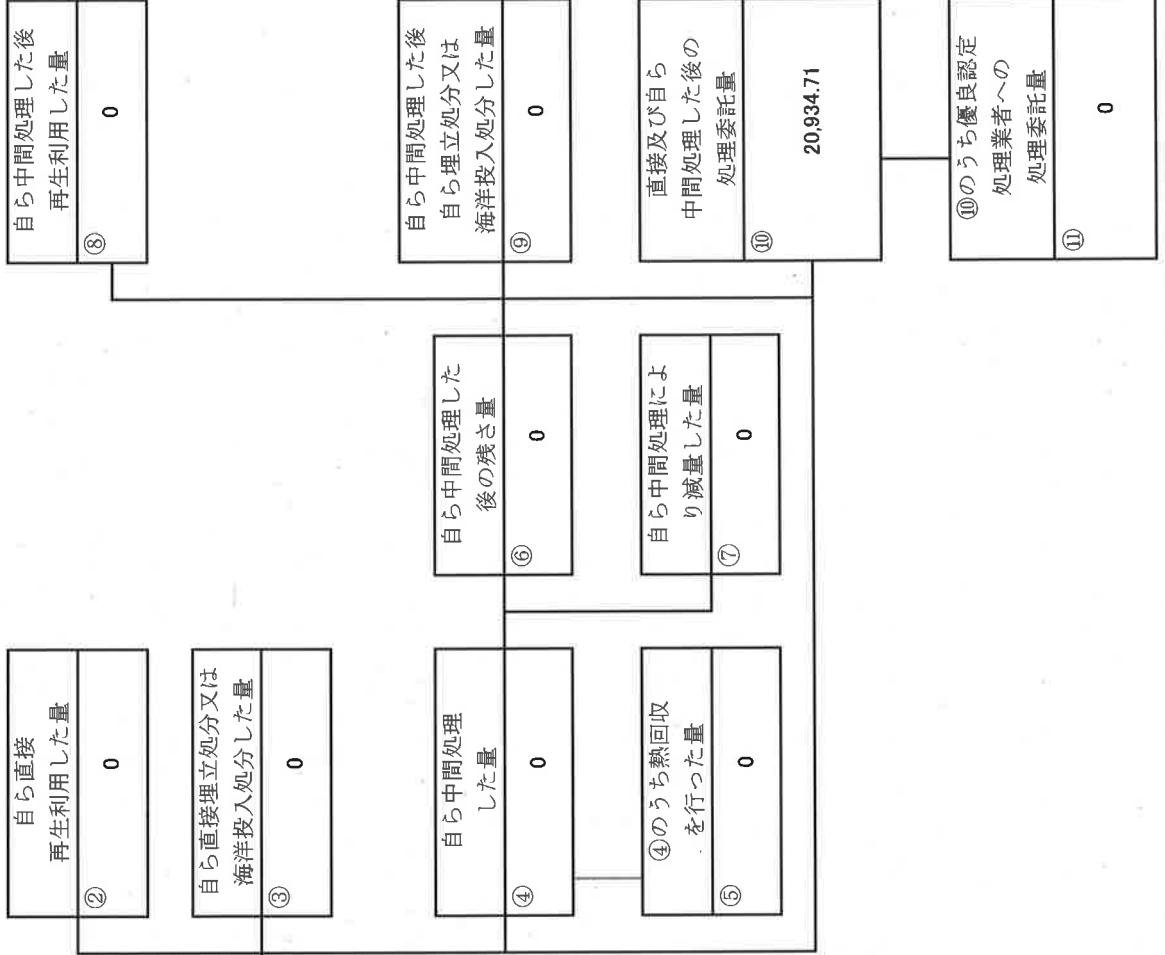 自ら直接
再生利用した量
②
0
自ら直接埋立処分又は
海洋投入処分した量
③
0
自ら中間処理
した量
④
0
④のうち熱回収
を行った量
⑤
0
自ら中間処理した
後の残さ量
⑥
0
自ら中間処理によ
り減量した量
⑦
0
自ら中間処理した後
再生利用した量
⑧
0
自ら中間処理した後
自ら埋立処分又は
海洋投入処分した量
⑨
0
直接及び自ら
中間処理した後の
処理委託量
⑩
20,934.71
⑩のうち優良認定
処理業者への
処理委託量
⑪
0